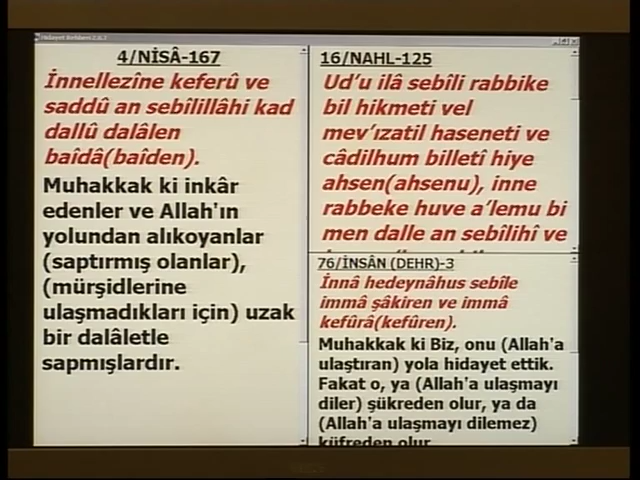 4/NİSÂ-167
İnnellezîne keferû ve
saddû an sebîlillâhi kad
dallû dalâlen
baîdâ(baîden).
Muhakkak ki inkâr
edenler ve Allah'ın
yolundan alıkoyanlar
(saptırmış olanlar),
(mürşidlerine
ulaşmadıkları için) uzak
bir dalâletle
sapmışlardır.
16/NAHL-125
Ud’u ilâ sebîli rabbike
bil hikmeti vel
mev’ızatil haseneti ve
câdilhum billetî hiye
ahsen(ahsenu), inne
rabbeke huve a’lemu bi
men dalle an sebîlihî ve
76/İNSÂN (DEHR)-3
İnnâ hedeynâhus sebîle
immâ şâkiren ve immâ
kefûrâ(kefûren).
Muhakkak ki Biz, onu (Allah'a
ulaştıran) yola hidayet ettik.
Fakat o, ya (Allah'a ulaşmayı
diler) şükreden olur, ya da
(Allah'a ulaşmayı dilemez)
küfreden olur